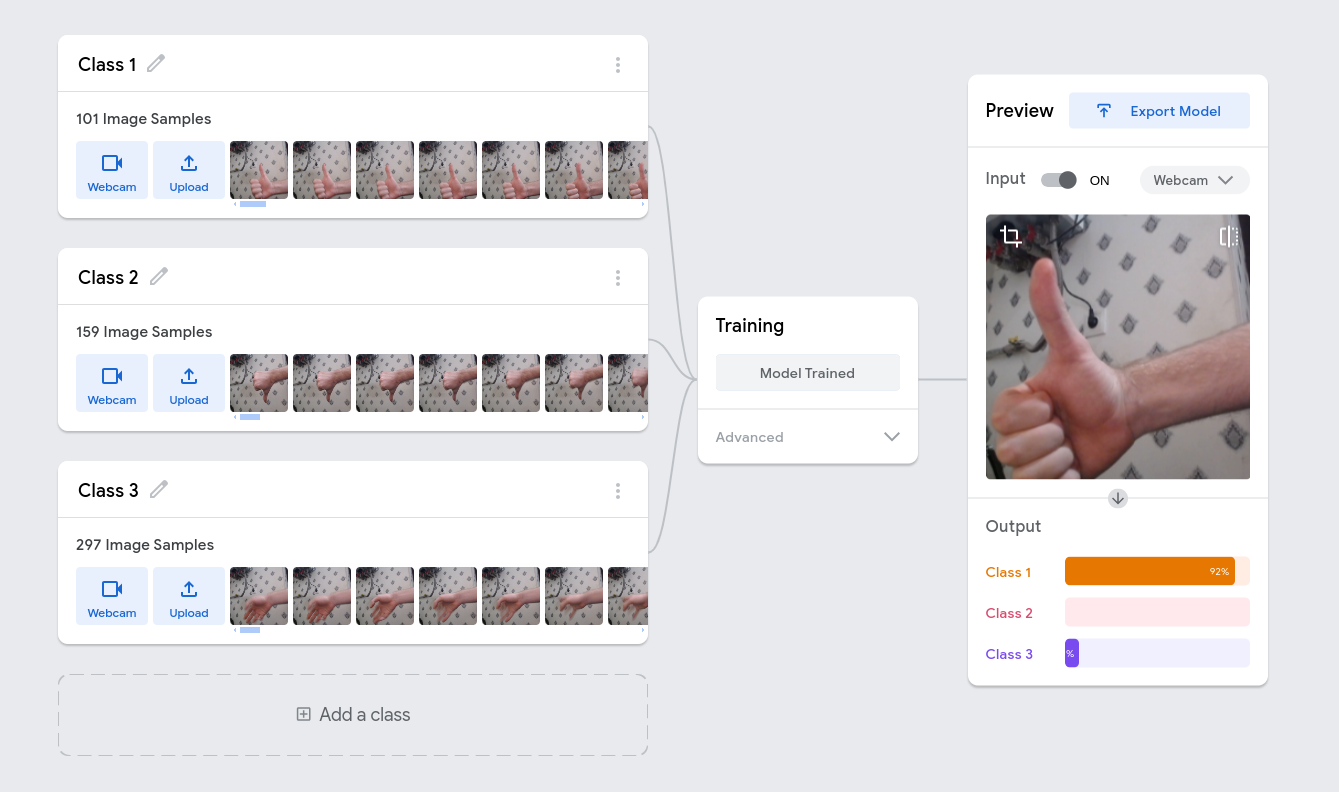 Class 1
101 Image Samples
Webcam
Upload
Class 2
159 Image Samples
Webcam
Upload
Class 3
297 Image Samples
Webcam
Upload
Add a class
Training
Model Trained
Advanced
Preview
Export Model
Input
ON
Webcam
Output
Class 1
92%
Class 2
Class 3
%